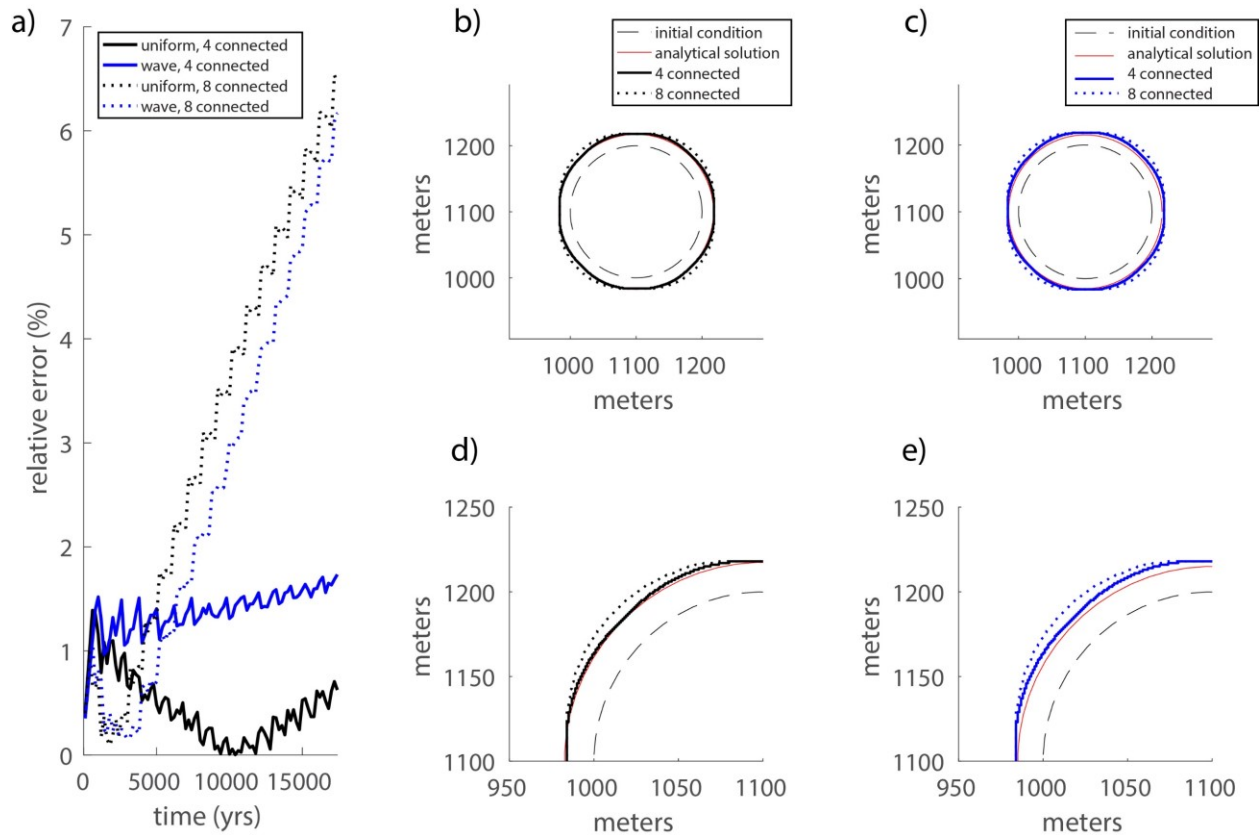 a)
7
6
5
4
3
2
1
0
relative error (%)
uniform, 4 connected
wave, 4 connected
uniform, 8 connected
wave, 8 connected
0
5000
10000
15000
time (yrs)
b)
initial condition
analytical solution
4 connected
8 connected
1200
1100
1000
meters
1000
1100
1200
meters
c)
initial condition
analytical solution
4 connected
8 connected
1200
1100
1000
meters
1000
1100
1200
meters
d)
1250
1200
1150
1100
meters
950
1000
1050
1100
meters
e)
1250
1200
1150
1100
meters
950
1000
1050
1100
meters